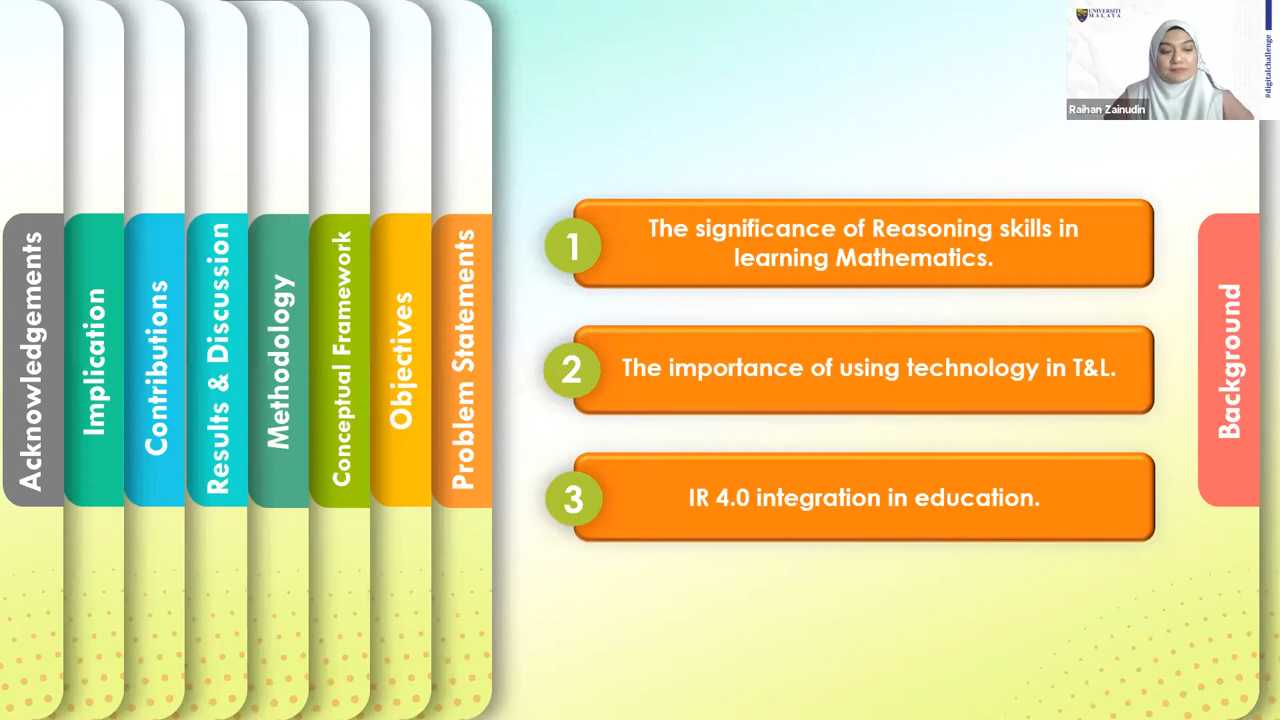 Acknowledgements
Implication
Contributions
Results & Discussion
Methodology
Conceptual Framework
Objectives
Problem Statements
1
The significance of Reasoning skills in
learning Mathematics.
2
The importance of using technology in T&L.
3
IR 4.0 integration in education.
Background
UNIVERSITI
MALAYA
Raihan Zainudin
#digitalchallenge